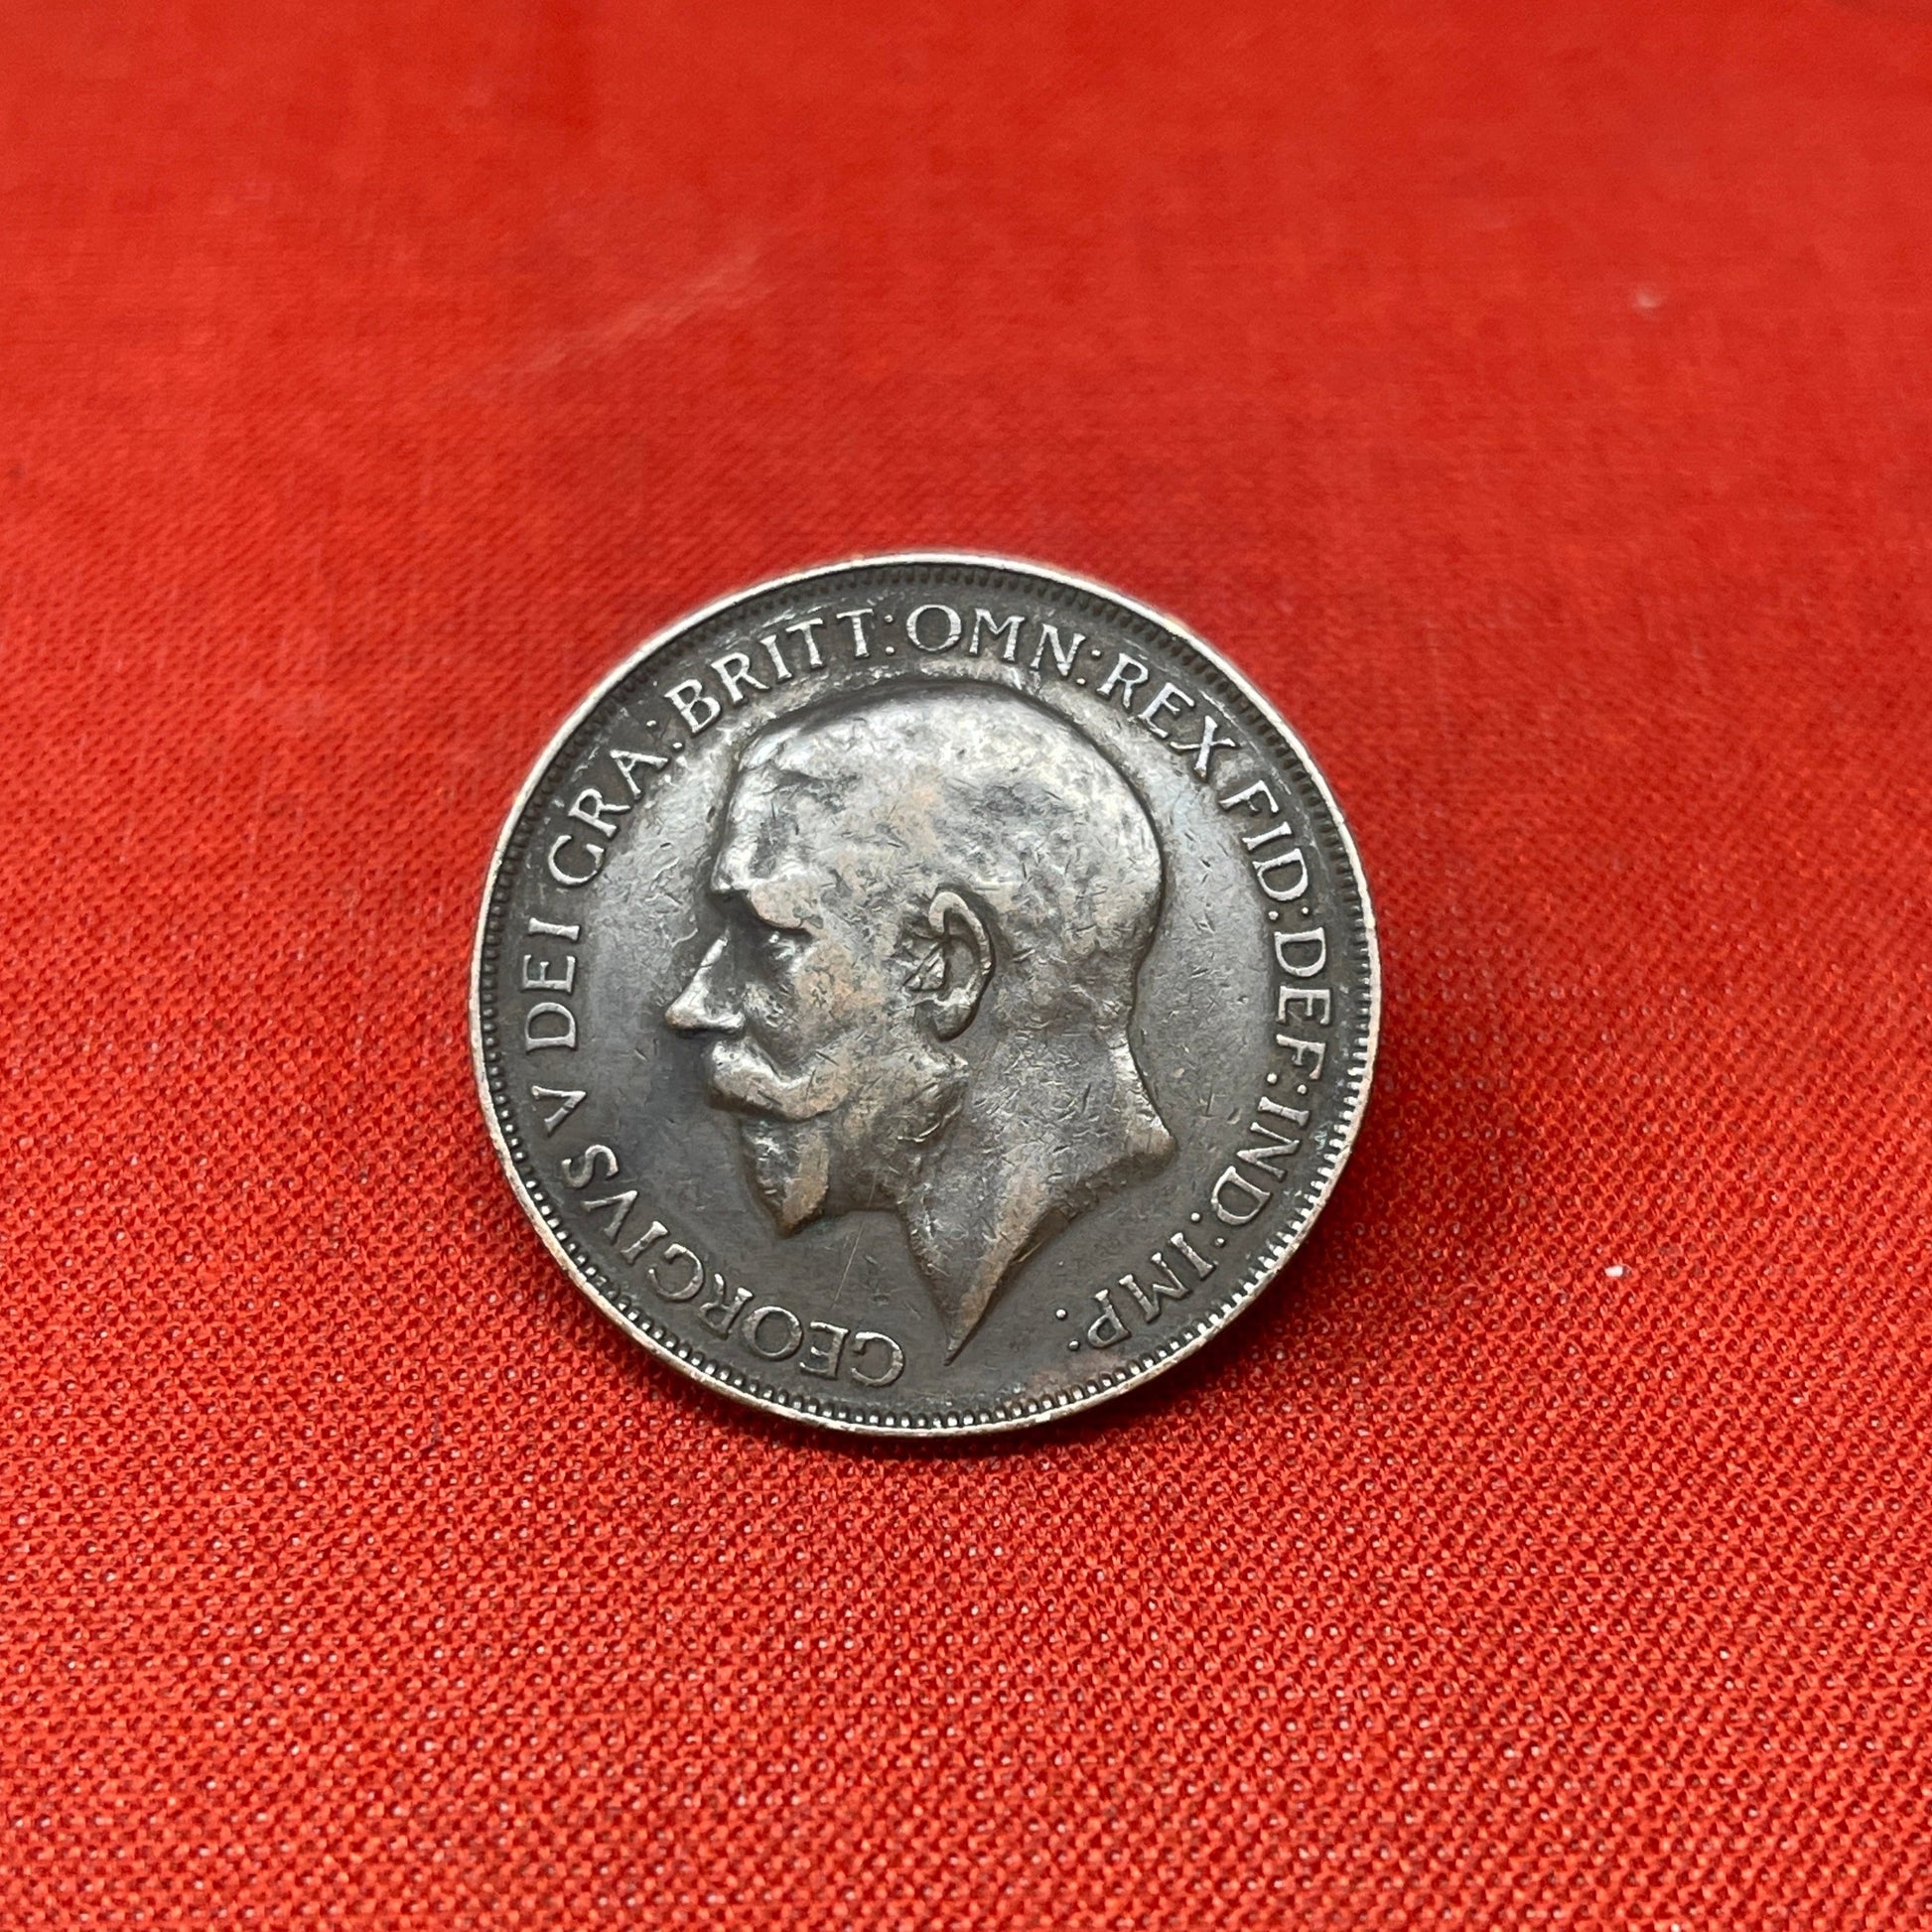 GEORGIVS V DEI GRA: BRITT: OMN: REX FID: DEF: IND: IMP: